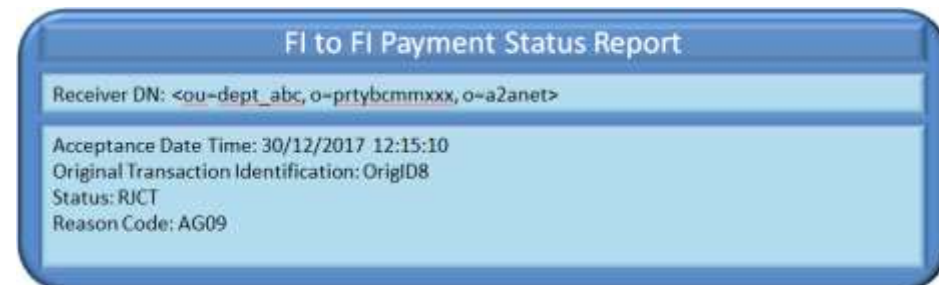 FI to FI Payment Status Report
Receiver DN: <ou=dept_abc, o=prtybcmmxxx, o=a2anet>
Acceptance Date Time: 30/12/2017 12:15:10
Original Transaction Identification: OrigID8
Status: RJCT
Reason Code: AG09